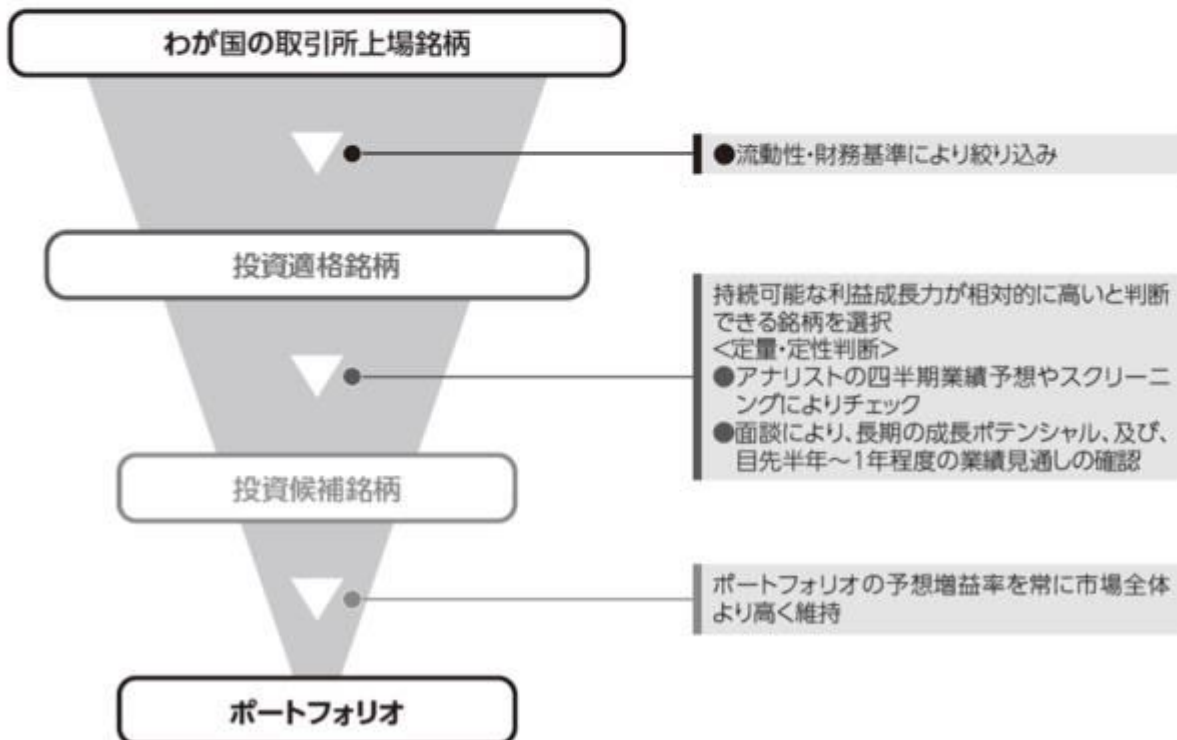 わが国の取引所上場銘柄
●流動性・財務基準により絞り込み
投資適格銘柄
持続可能な利益成長力が相対的に高いと判断
できる銘柄を選択
<定量・定性判断>
●アナリストの四半期業績予想やスクリーニ
ングによりチェック
●面談により、長期の成長ポテンシャル、及び、
目先半年～1年程度の業績見通しの確認
投資候補銘柄
ポートフォリオの予想増益率を常に市場全体
より高く維持
ポートフォリオ